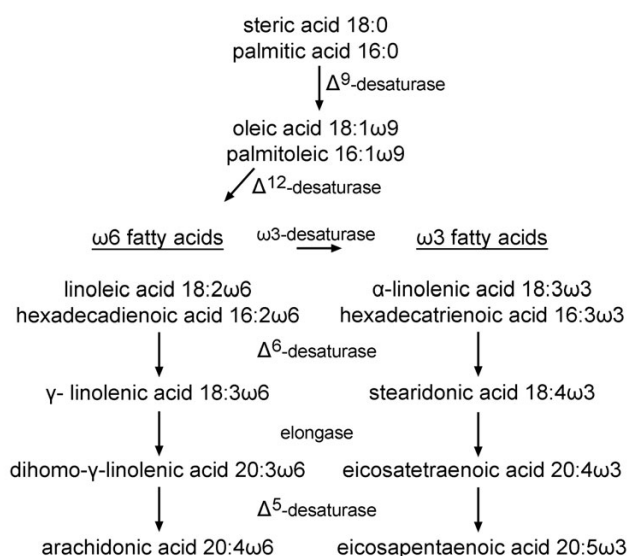 steric acid 18:0
palmitic acid 16:0
Δ9-desaturase
oleic acid 18:1ω9
palmitoleic 16:1ω9
Δ12-desaturase
ω6 fatty acids ω3-desaturase ω3 fatty acids
linoleic acid 18:2ω6 α-linolenic acid 18:3ω3
hexadecadienoic acid 16:2ω6 hexadecatrienoic acid 16:3ω3
Δ6-desaturase
γ- linolenic acid 18:3ω6 stearidonic acid 18:4ω3
elongase
dihomo-γ-linolenic acid 20:3ω6 eicosatetraenoic acid 20:4ω3
Δ5-desaturase
arachidonic acid 20:4ω6 eicosapentaenoic acid 20:5ω3